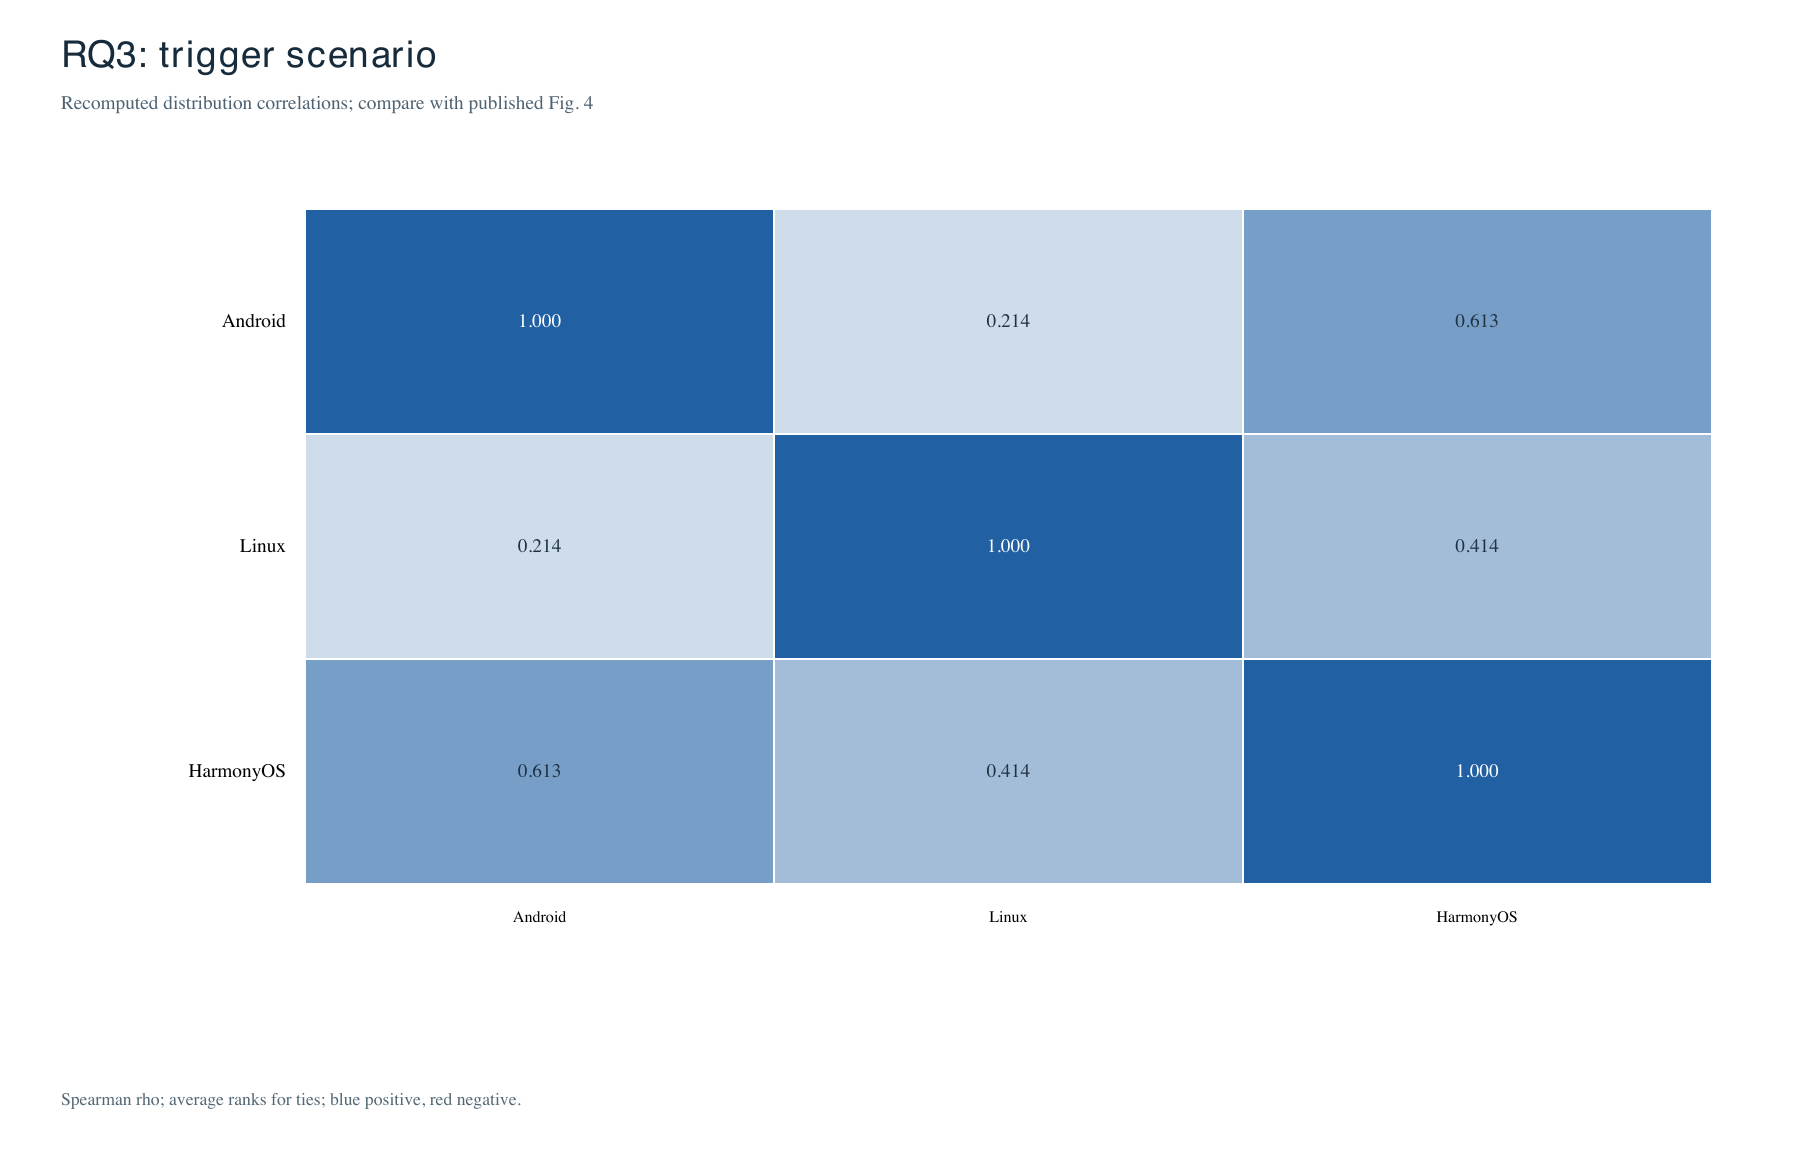 RQ3: trigger scenario
Recomputed distribution correlations; compare with published Fig. 4
Android 1.000 0.214 0.613
Linux 0.214 1.000 0.414
HarmonyOS 0.613 0.414 1.000
Android Linux HarmonyOS
Spearman rho; average ranks for ties; blue positive, red negative.